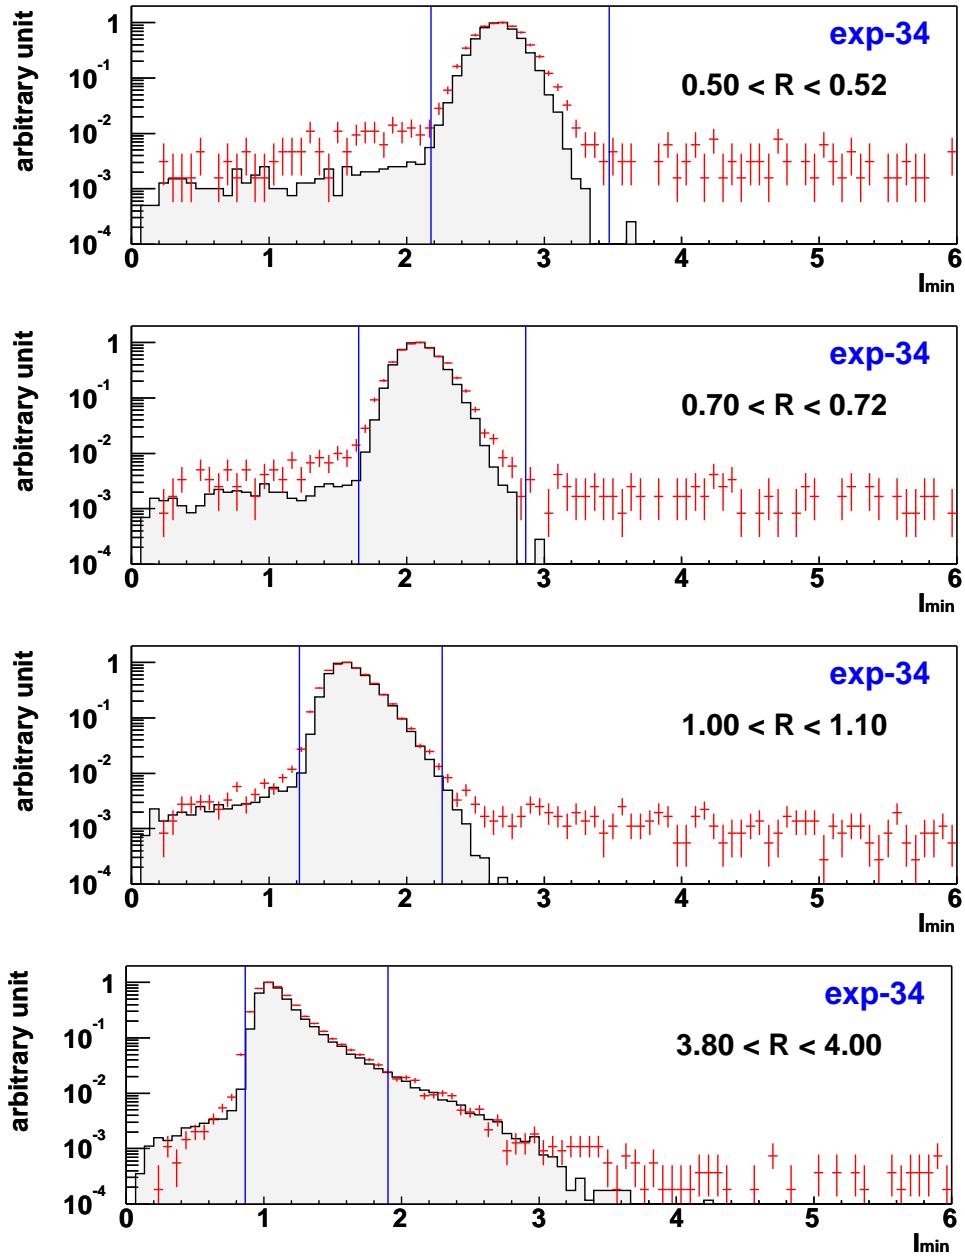 arbitrary unit
exp-34
0.50 < R < 0.52
1
10-1
10-2
10-3
10-4
0 1 2 3 4 5 6
Imin
arbitrary unit
exp-34
0.70 < R < 0.72
1
10-1
10-2
10-3
10-4
0 1 2 3 4 5 6
Imin
arbitrary unit
exp-34
1.00 < R < 1.10
1
10-1
10-2
10-3
10-4
0 1 2 3 4 5 6
Imin
arbitrary unit
exp-34
3.80 < R < 4.00
1
10-1
10-2
10-3
10-4
0 1 2 3 4 5 6
Imin